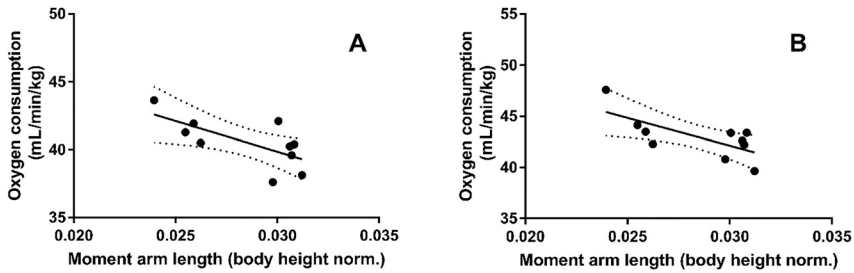 A
Oxygen consumption
(mL/min/kg)
50
45
40
35
0.020
0.025
0.030
0.035
Moment arm length (body height norm.)
B
Oxygen consumption
(mL/min/kg)
55
50
45
40
35
0.020
0.025
0.030
0.035
Moment arm length (body height norm.)